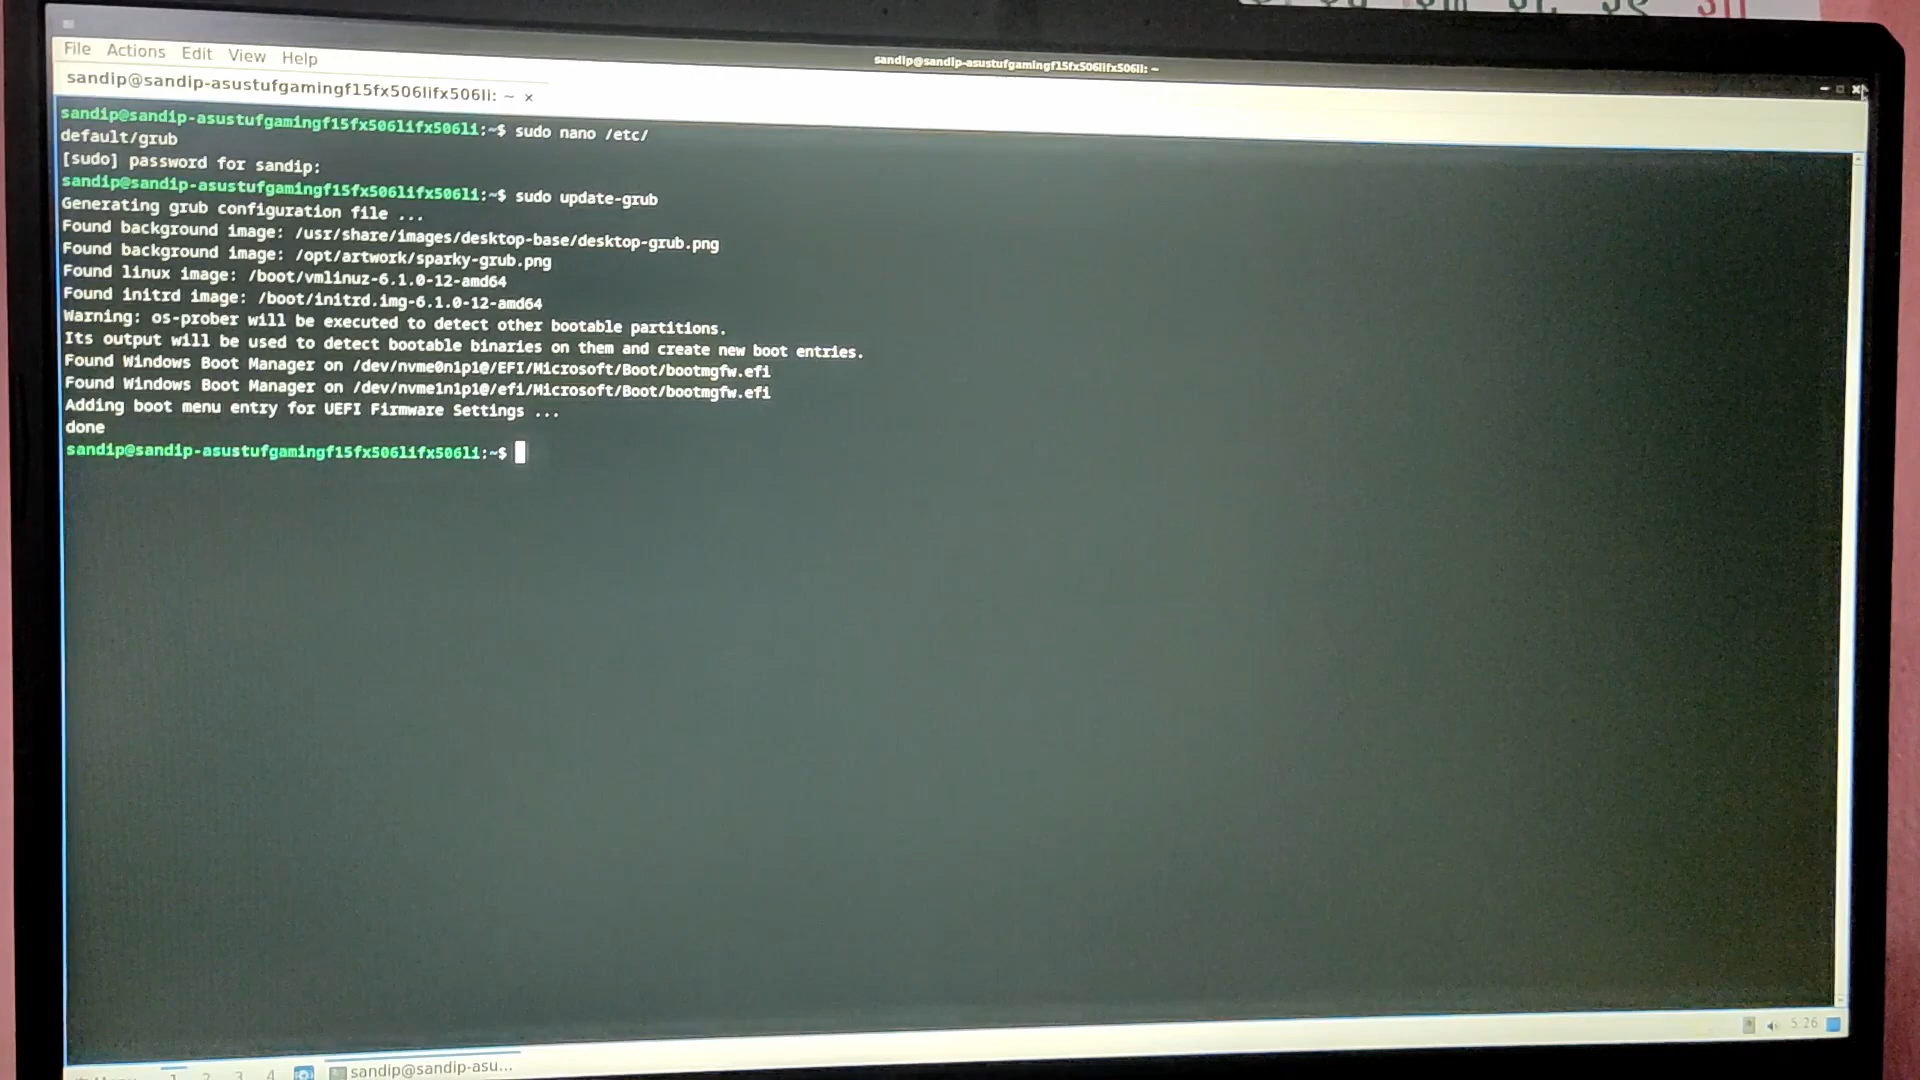 sandip@sandip-asustufgamingf15fx506lifx506li: ~
File Actions Edit View Help
sandip@sandip-asustufgamingf15fx506lifx506li: ~ ×
sandip@sandip-asustufgamingf15fx506lifx506li:~$ sudo nano /etc/
default/grub
[sudo] password for sandip:
sandip@sandip-asustufgamingf15fx506lifx506li:~$ sudo update-grub
Generating grub configuration file ...
Found background image: /usr/share/images/desktop-base/desktop-grub.png
Found background image: /opt/artwork/sparky-grub.png
Found linux image: /boot/vmlinuz-6.1.0-12-amd64
Found initrd image: /boot/initrd.img-6.1.0-12-amd64
Warning: os-prober will be executed to detect other bootable partitions.
Its output will be used to detect bootable binaries on them and create new boot entries.
Found Windows Boot Manager on /dev/nvme0n1p1@/EFI/Microsoft/Boot/bootmgfw.efi
Found Windows Boot Manager on /dev/nvme1n1p1@/efi/Microsoft/Boot/bootmgfw.efi
Adding boot menu entry for UEFI Firmware Settings ...
done
sandip@sandip-asustufgamingf15fx506lifx506li:~$
5:26
1 2 3 4 sandip@sandip-asu...